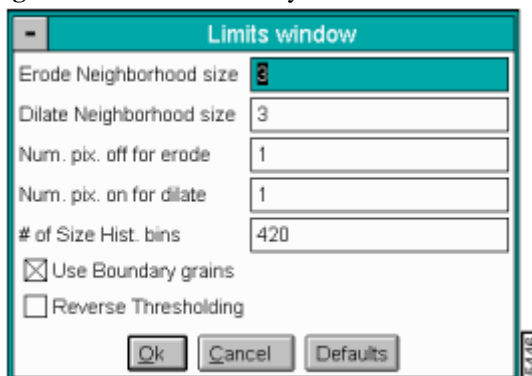 Limits window
Erode Neighborhood size 3
Dilate Neighborhood size 3
Num. pix. off for erode 1
Num. pix. on for dilate 1
# of Size Hist. bins 420
Use Boundary grains
Reverse Thresholding
Ok Cancel Defaults